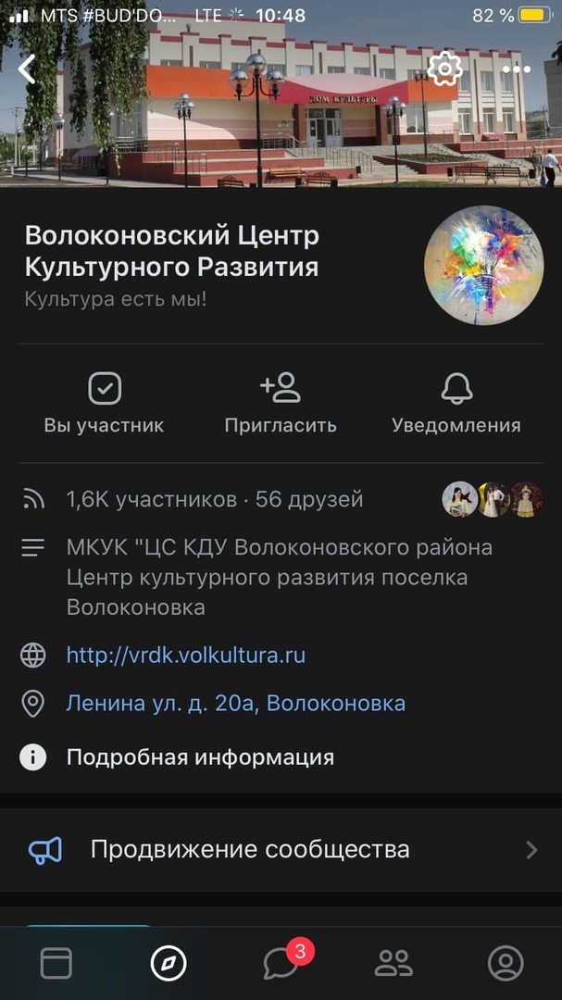 MTS #BUD'DO... LTE 10:48 82 %
ДОМ КУЛЬТУРЫ
Волоконовский Центр
Культурного Развития
Культура есть мы!
Вы участник Пригласить Уведомления
1,6K участников · 56 друзей
МКУК "ЦС КДУ Волоконовского района
Центр культурного развития поселка
Волоконовка
http://vrdk.volkultura.ru
Ленина ул. д. 20а, Волоконовка
Подробная информация
Продвижение сообщества
3